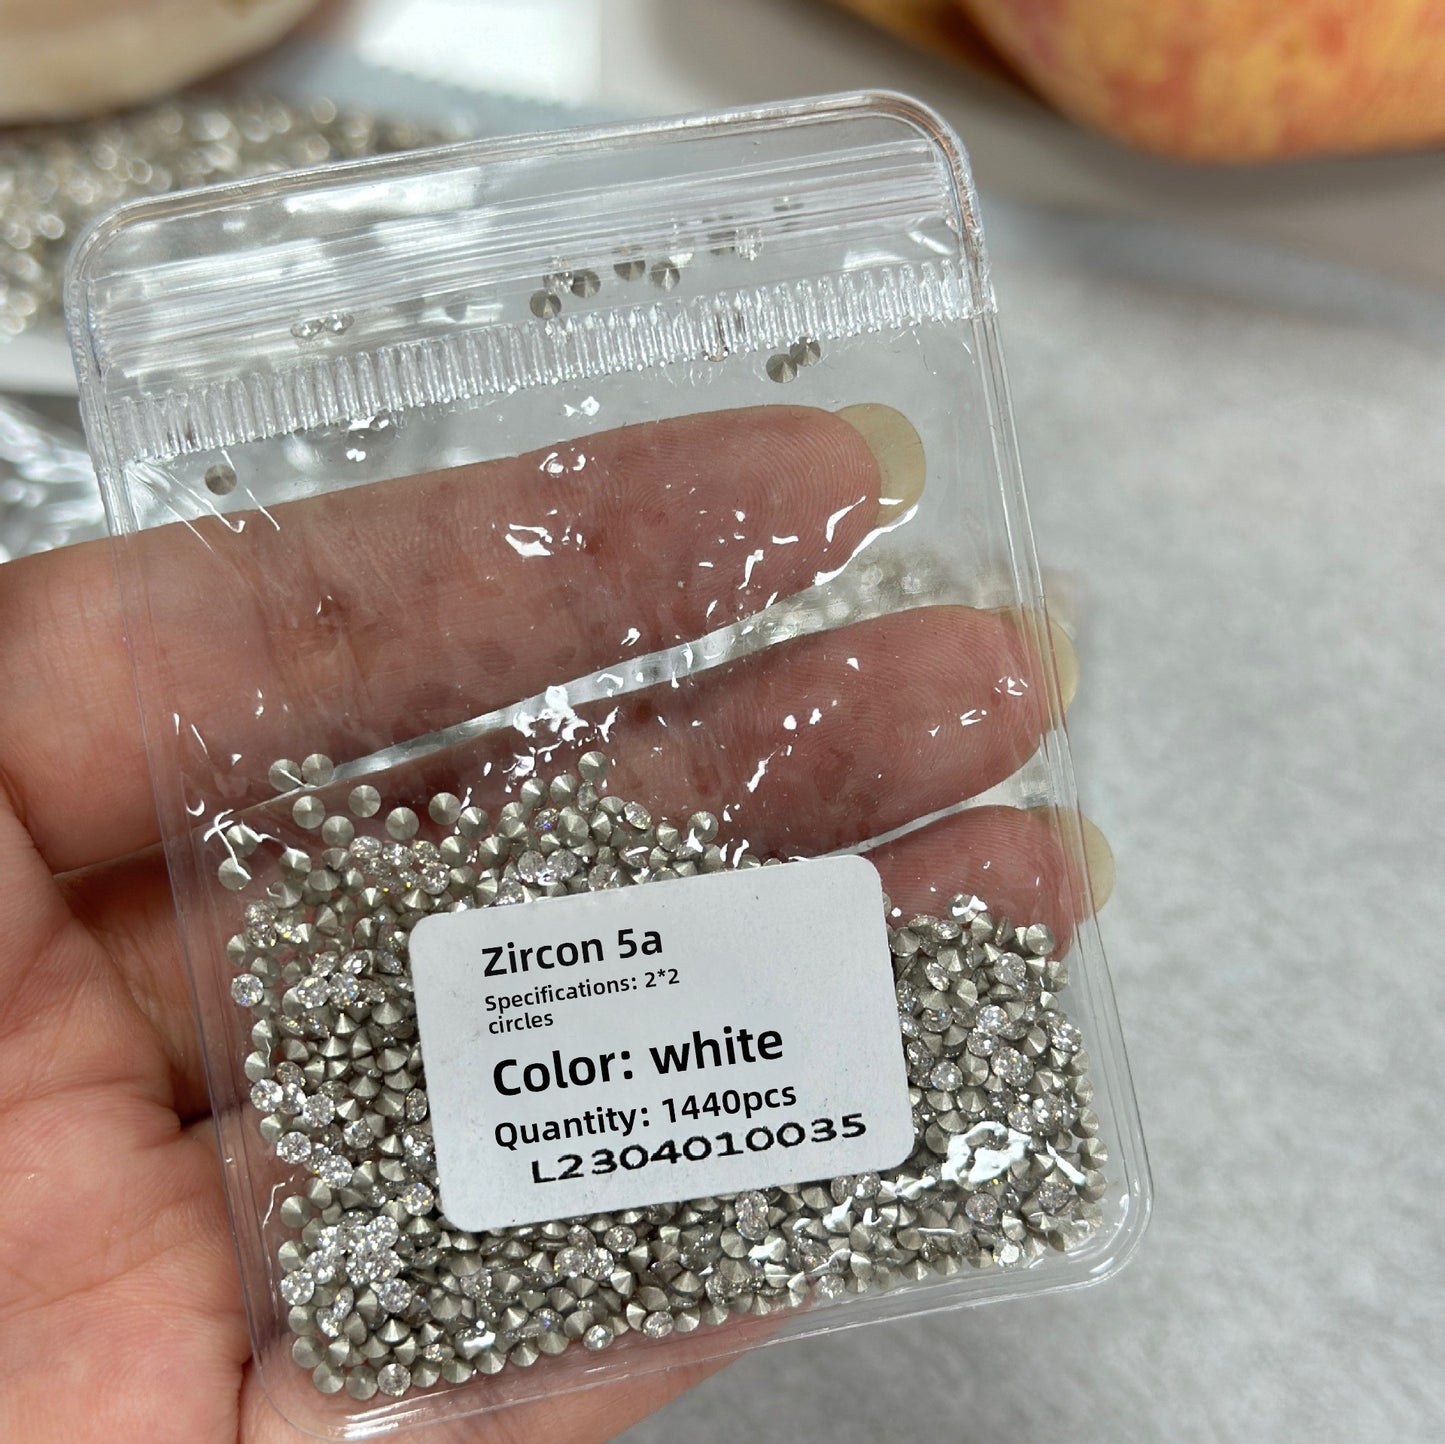 Zircon 5a
Specifications: 2*2
circles
Color: white
Quantity: 1440pcs
L2304010035